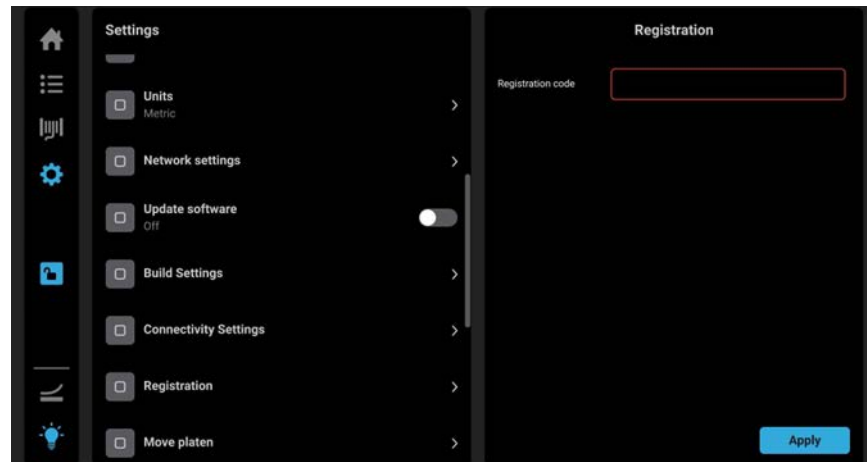 Settings
Units
Metric
Network settings
Update software
Off
Build Settings
Connectivity Settings
Registration
Move platen
Registration
Registration code
Apply